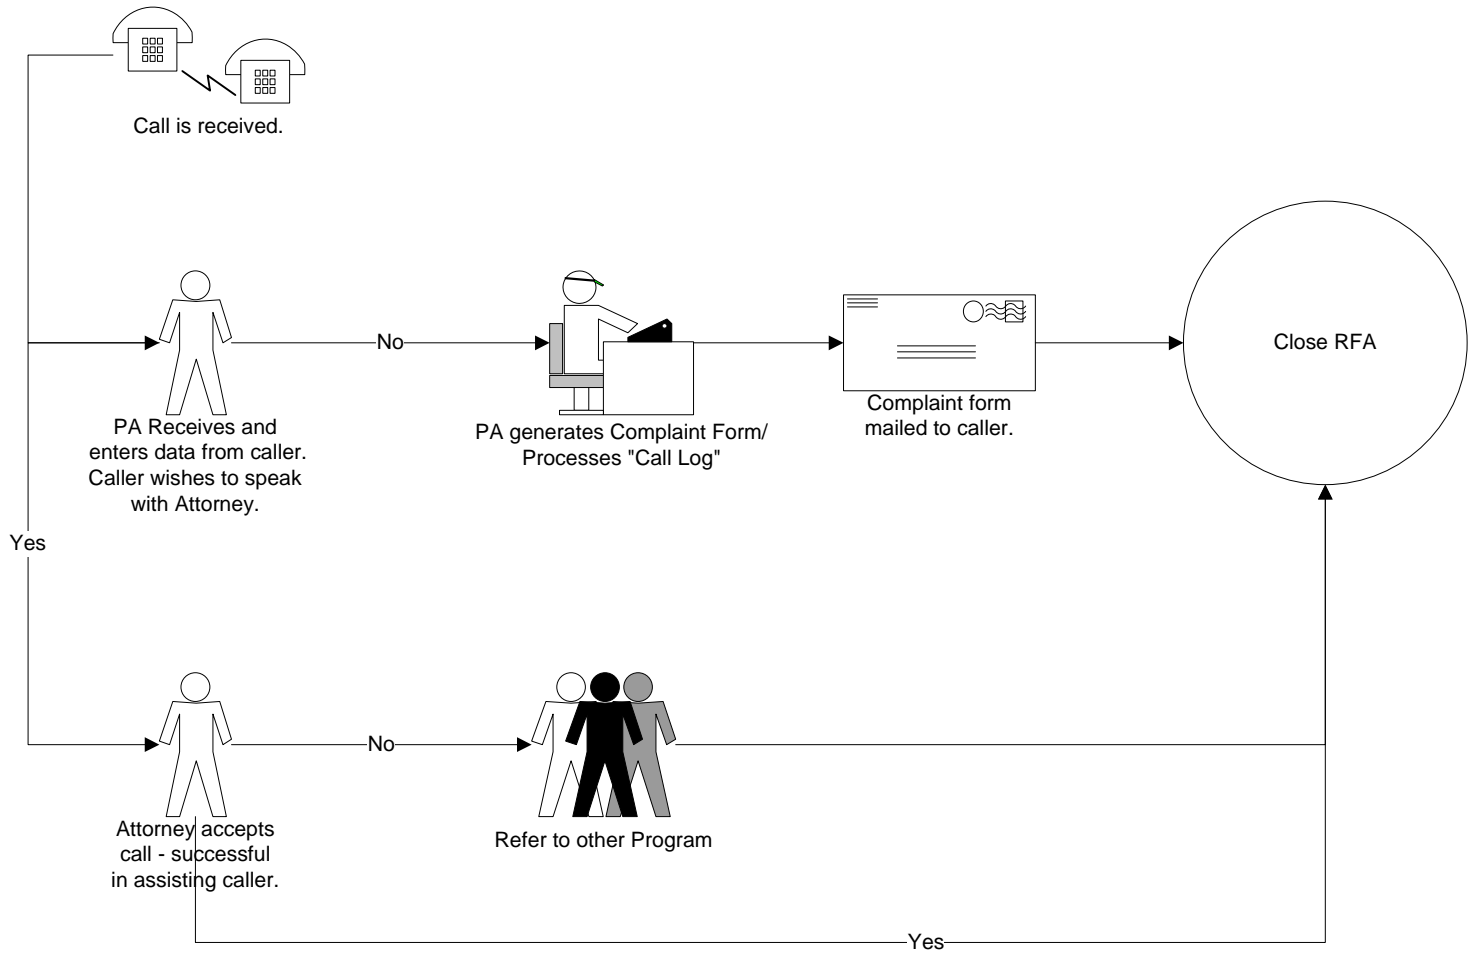 Call is received.
No
Close RFA
PA Receives and
enters data from caller.
Caller wishes to speak
with Attorney.
PA generates Complaint Form/
Processes "Call Log"
Complaint form
mailed to caller.
Yes
No
Attorney accepts
call - successful
in assisting caller.
Refer to other Program
Yes